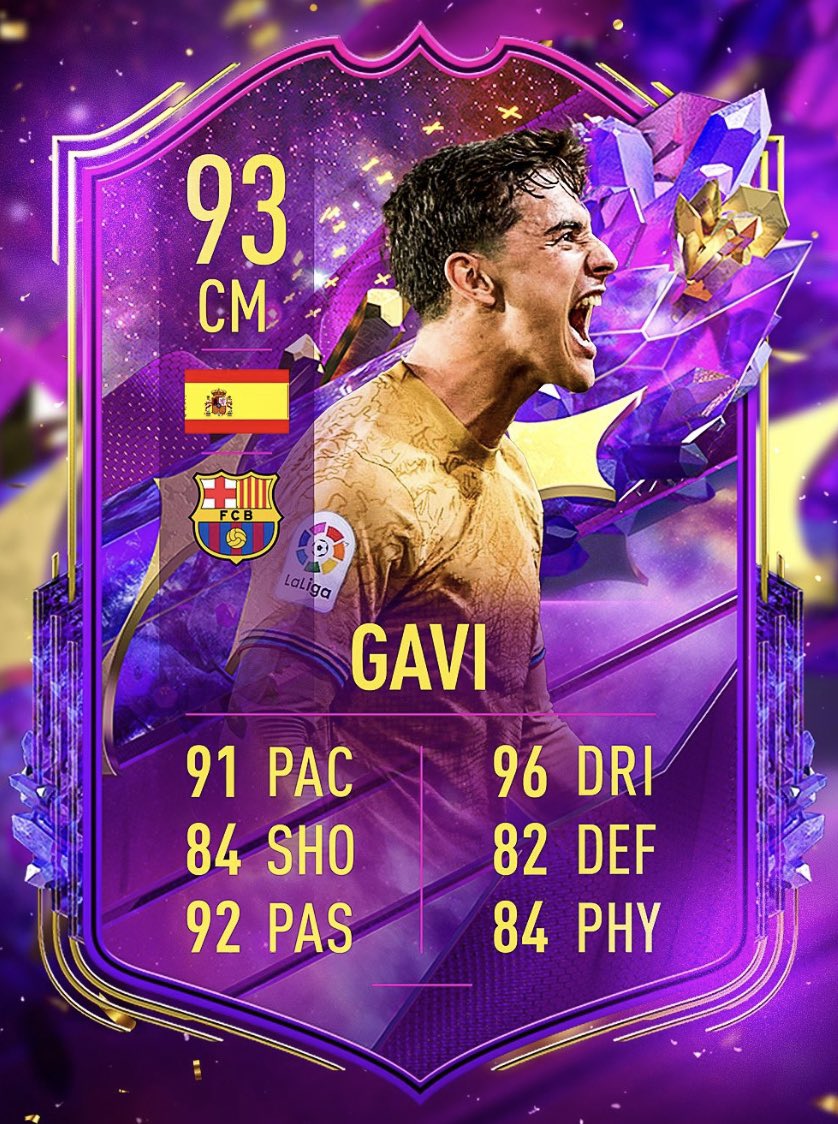 93
CM
FCB
LaLiga
GAVI
91 PAC
84 SHO
92 PAS
96 DRI
82 DEF
84 PHY